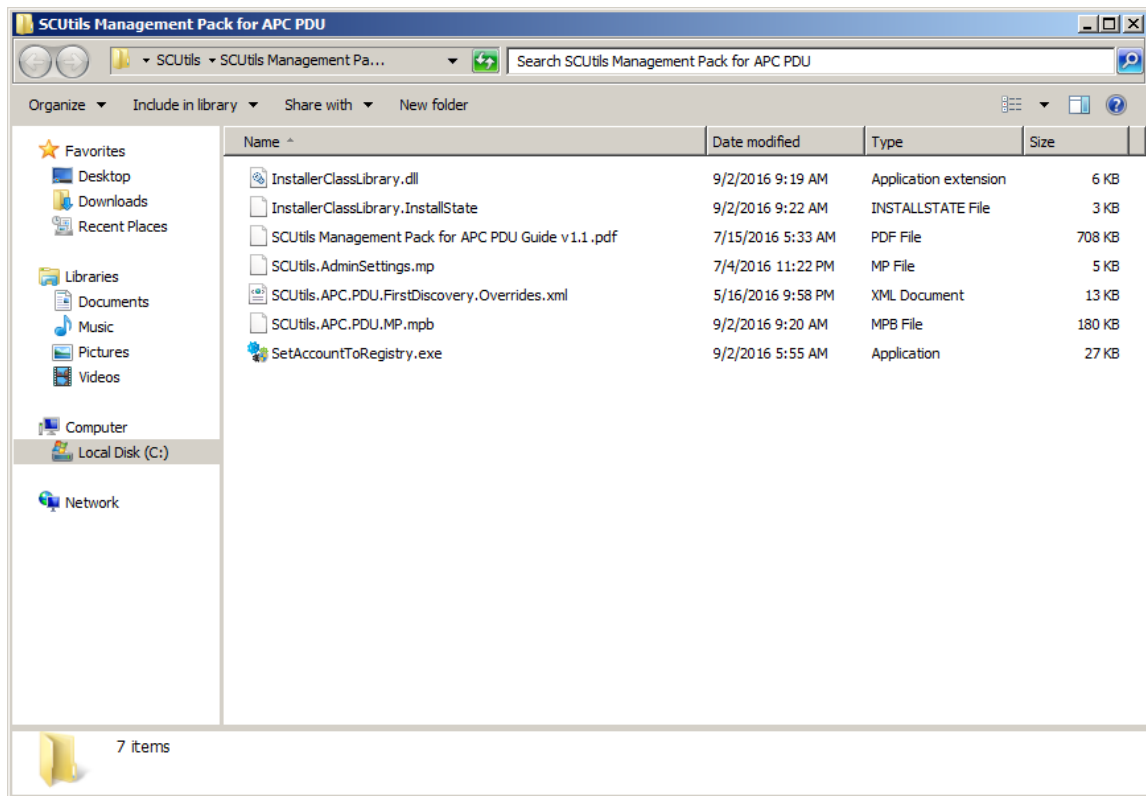 SCUtils Management Pack for APC PDU
SCUtils SCUtils Management Pa... Search SCUtils Management Pack for APC PDU
Organize Include in library Share with New folder
Favorites
Desktop
Downloads
Recent Places
Libraries
Documents
Music
Pictures
Videos
Computer
Local Disk (C:)
Network
Name Date modified Type Size
InstallerClassLibrary.dll 9/2/2016 9:19 AM Application extension 6 KB
InstallerClassLibrary.InstallState 9/2/2016 9:22 AM INSTALLSTATE File 3 KB
SCUtils Management Pack for APC PDU Guide v1.1.pdf 7/15/2016 5:33 AM PDF File 708 KB
SCUtils.AdminSettings.mp 7/4/2016 11:22 PM MP File 5 KB
SCUtils.APC.PDU.FirstDiscovery.Overrides.xml 5/16/2016 9:58 PM XML Document 13 KB
SCUtils.APC.PDU.MP.mpb 9/2/2016 9:20 AM MPB File 180 KB
SetAccountToRegistry.exe 9/2/2016 5:55 AM Application 27 KB
7 items